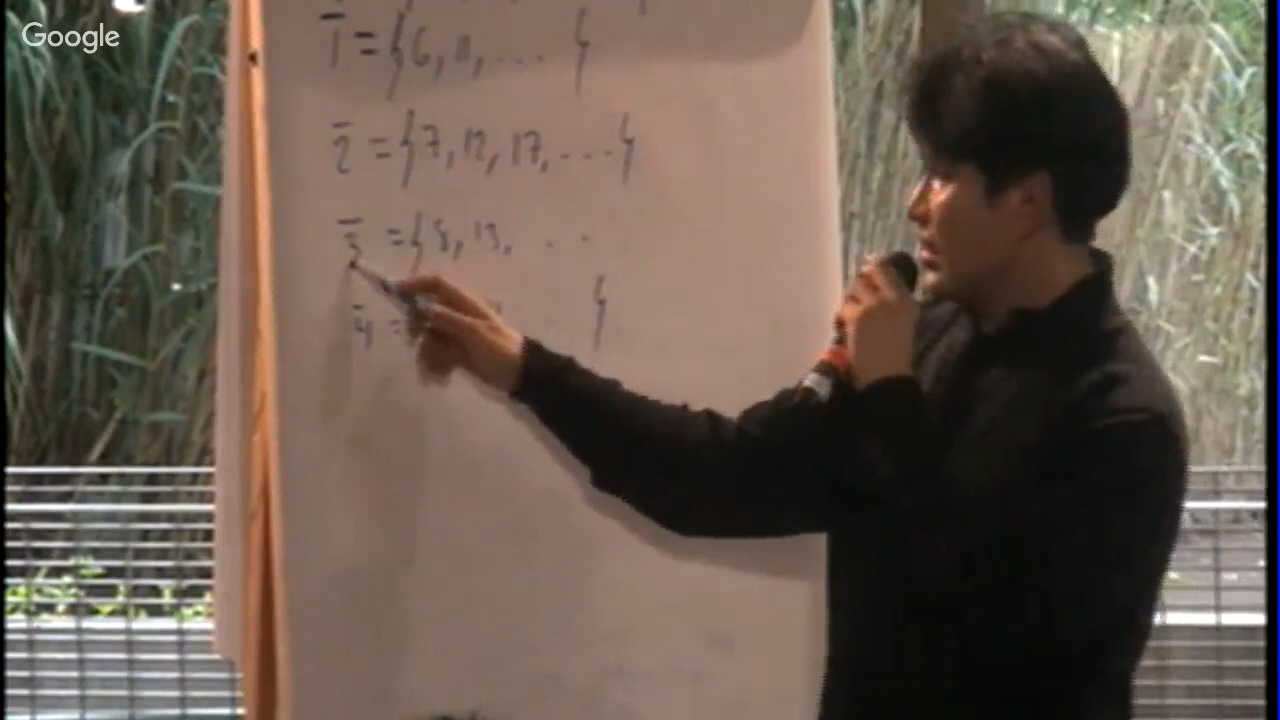 Google
1̅ = {6, 11, ... }
2̅ = {7, 12, 17, ... }
3̅ = {8, 13, ...
4̅ =